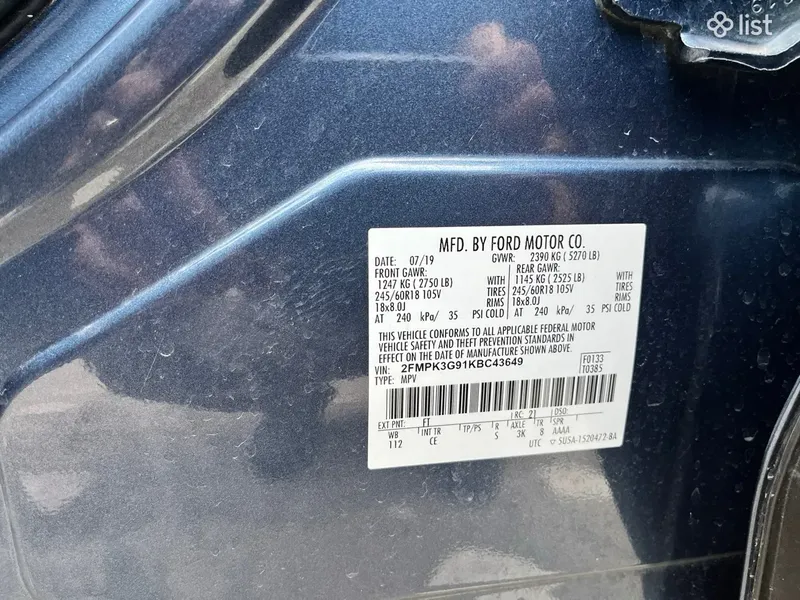 list
MFD. BY FORD MOTOR CO.
DATE: 07/19 GVWR: 2390 KG ( 5270 LB)
FRONT GAWR: REAR GAWR:
1247 KG ( 2750 LB) WITH 1145 KG ( 2525 LB) WITH
245/60R18 105V TIRES 245/60R18 105V TIRES
18x8.0J RIMS 18x8.0J RIMS
AT 240 kPa/ 35 PSI COLD AT 240 kPa/ 35 PSI COLD
THIS VEHICLE CONFORMS TO ALL APPLICABLE FEDERAL MOTOR
VEHICLE SAFETY AND THEFT PREVENTION STANDARDS IN
EFFECT ON THE DATE OF MANUFACTURE SHOWN ABOVE.
VIN: 2FMPK3G91KBC43649 F0133
TYPE: MPV T0385
EXT PNT: FT RC: 21 DSO:
WB INT TR TP/PS R AXLE TR SPR
112 CE S 3K 8 AAAA
UTC 5U5A-1520472-BA